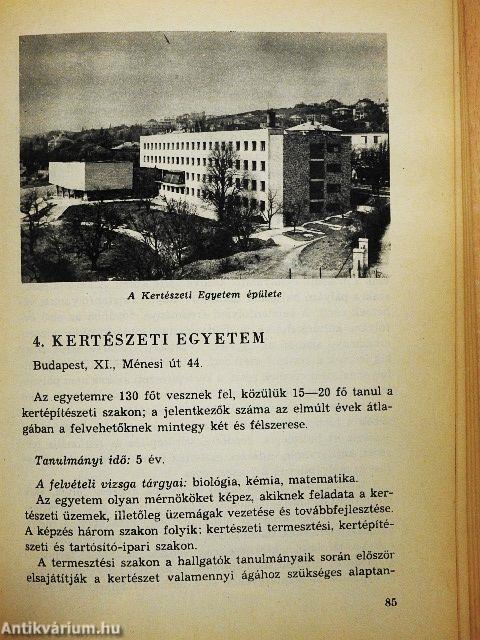 A Kertészeti Egyetem épülete
4. KERTÉSZETI EGYETEM
Budapest, XI., Ménesi út 44.
Az egyetemre 130 főt vesznek fel, közülük 15—20 fő tanul a
kertépítészeti szakon; a jelentkezők száma az elmúlt évek átla-
gában a felvehetőknek mintegy két és félszerese.
Tanulmányi idő: 5 év.
A felvételi vizsga tárgyai: biológia, kémia, matematika.
Az egyetem olyan mérnököket képez, akiknek feladata a ker-
tészeti üzemek, illetőleg üzemágak vezetése és továbbfejlesztése.
A képzés három szakon folyik: kertészeti termesztési, kertépíté-
szeti és tartósító-ipari szakon.
A termesztési szakon a hallgatók tanulmányaik során először
elsajátítják a kertészet valamennyi ágához szükséges alaptan-
85
Antikvárium.hu